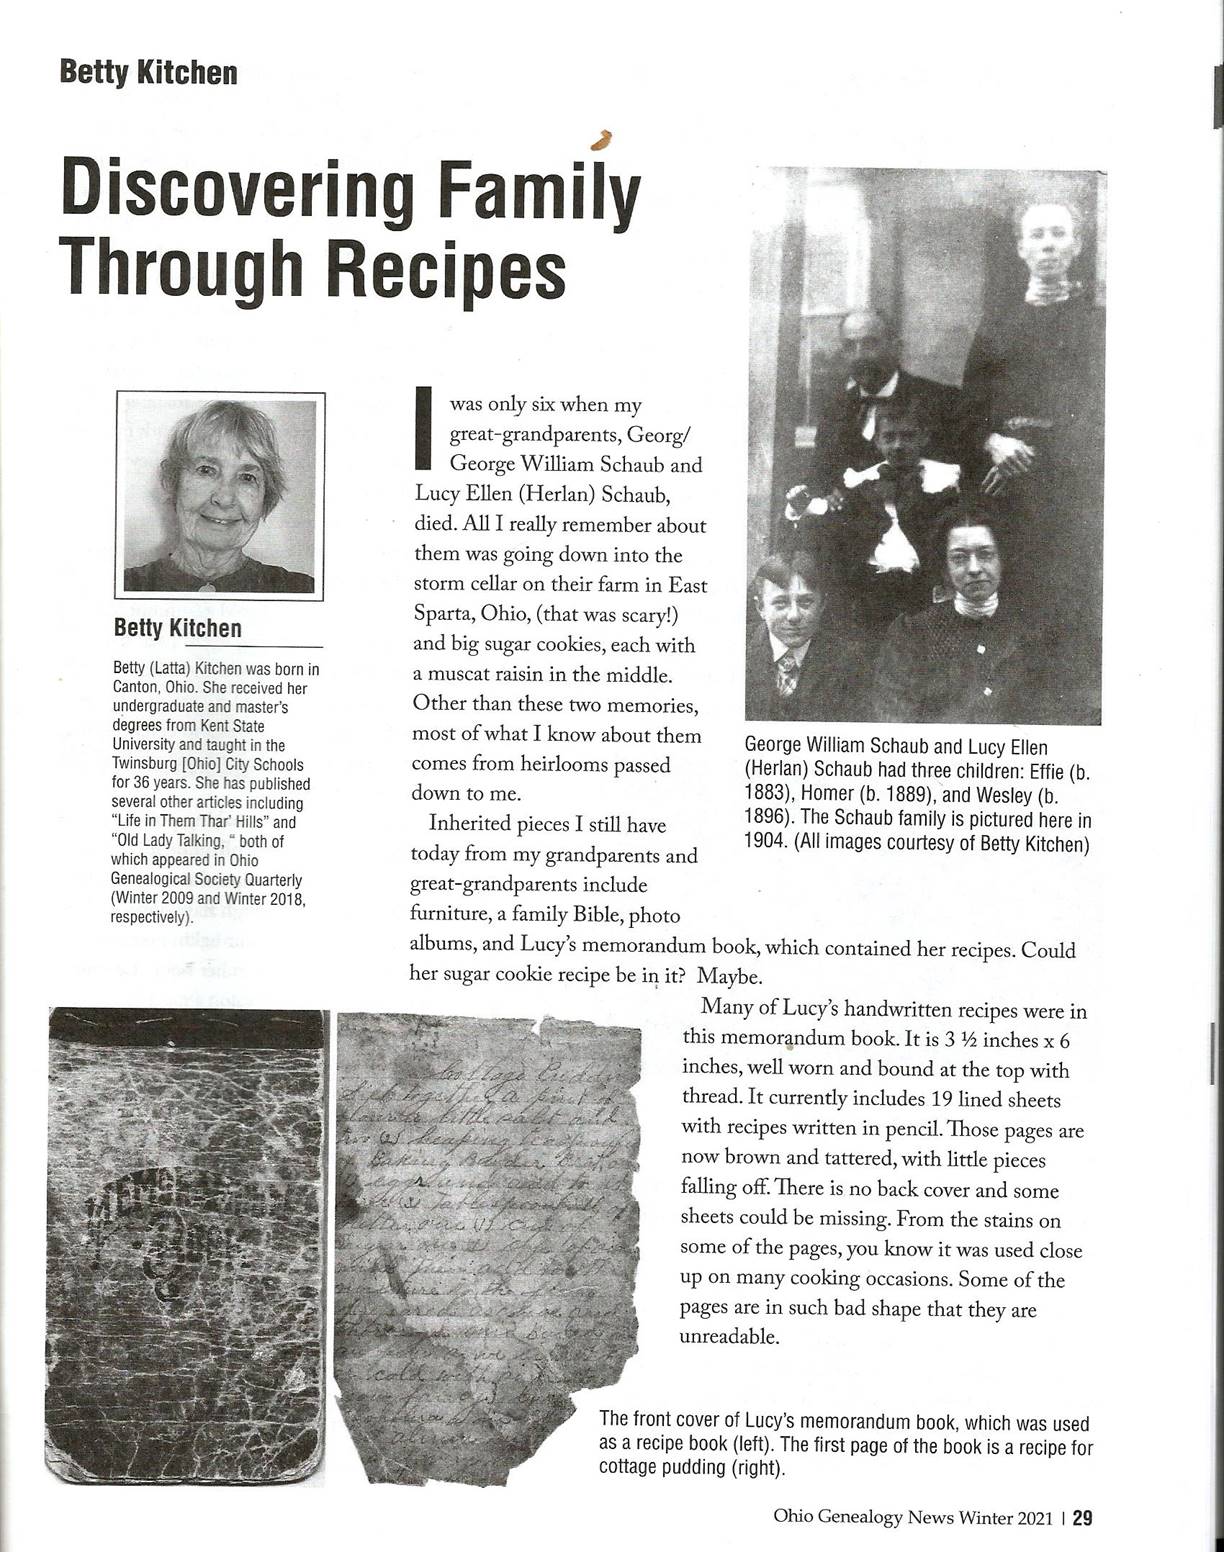 Betty Kitchen
Discovering Family
Through Recipes
Betty Kitchen
Betty (Latta) Kitchen was born in
Canton, Ohio. She received her
undergraduate and master's
degrees from Kent State
University and taught in the
Twinsburg [Ohio] City Schools
for 36 years. She has published
several other articles including
"Life in Them Thar' Hills" and
"Old Lady Talking, " both of
which appeared in Ohio
Genealogical Society Quarterly
(Winter 2009 and Winter 2018,
respectively).
I was only six when my
great-grandparents, Georg/
George William Schaub and
Lucy Ellen (Herlan) Schaub,
died. All I really remember about
them was going down into the
storm cellar on their farm in East
Sparta, Ohio, (that was scary!)
and big sugar cookies, each with
a muscat raisin in the middle.
Other than these two memories,
most of what I know about them
comes from heirlooms passed
down to me.
Inherited pieces I still have
today from my grandparents and
great-grandparents include
furniture, a family Bible, photo
albums, and Lucy's memorandum book, which contained her recipes. Could
her sugar cookie recipe be in it? Maybe.
George William Schaub and Lucy Ellen
(Herlan) Schaub had three children: Effie (b.
1883), Homer (b. 1889), and Wesley (b.
1896). The Schaub family is pictured here in
1904. (All images courtesy of Betty Kitchen)
Many of Lucy's handwritten recipes were in
this memorandum book. It is 3 ½ inches x 6
inches, well worn and bound at the top with
thread. It currently includes 19 lined sheets
with recipes written in pencil. Those pages are
now brown and tattered, with little pieces
falling off. There is no back cover and some
sheets could be missing. From the stains on
some of the pages, you know it was used close
up on many cooking occasions. Some of the
pages are in such bad shape that they are
unreadable.
MEMORANDUM
The front cover of Lucy's memorandum book, which was used
as a recipe book (left). The first page of the book is a recipe for
cottage pudding (right).
Ohio Genealogy News Winter 2021 | 29